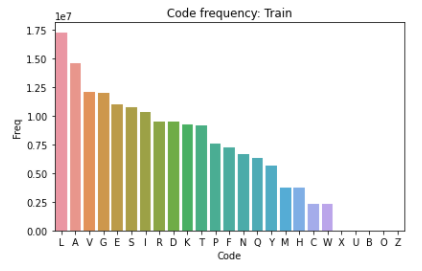 Code frequency: Train
1e7
1.75
1.50
1.25
1.00
0.75
0.50
0.25
0.00
Freq
L A V G E S I R D K T P F N Q Y M H C W X U B O Z
Code